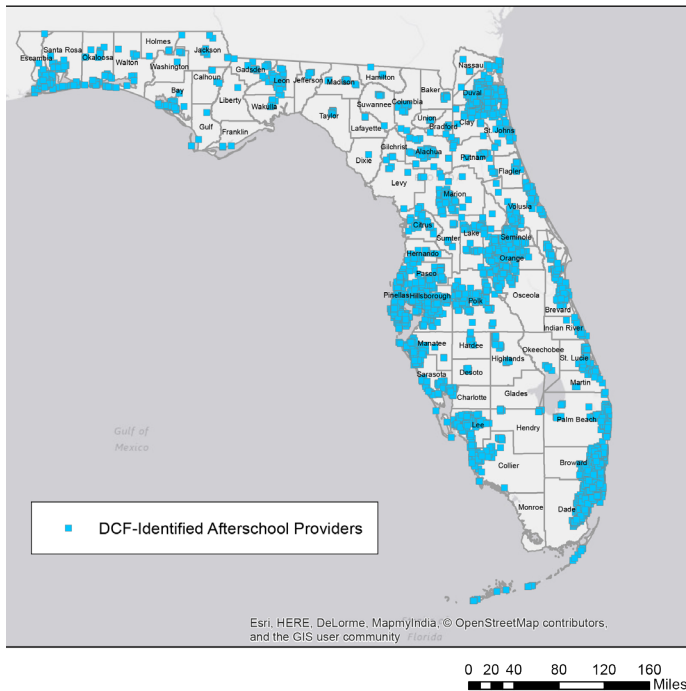 Holmes
Jackson
Santa Rosa
Escambia
Okaloosa
Walton
Washington
Calhoun
Gadsden
Leon
Jefferson
Madison
Hamilton
Nassau
Bay
Liberty
Wakulla
Taylor
Suwannee
Columbia
Baker
Duval
Gulf
Franklin
Lafayette
Union
Bradford
Clay
St. Johns
Dixie
Gilchrist
Alachua
Putnam
Flagler
Levy
Marion
Volusia
Citrus
Sumter
Lake
Seminole
Hernando
Orange
Pasco
Pinellas
Hillsborough
Polk
Osceola
Brevard
Indian River
Manatee
Hardee
Highlands
Okeechobee
St. Lucie
Sarasota
Desoto
Martin
Charlotte
Glades
Lee
Hendry
Palm Beach
Gulf of
Mexico
Collier
Broward
Monroe
Dade
DCF-Identified Afterschool Providers
Esri, HERE, DeLorme, MapmyIndia, © OpenStreetMap contributors,
and the GIS user community
Florida
0 20 40 80 120 160
Miles